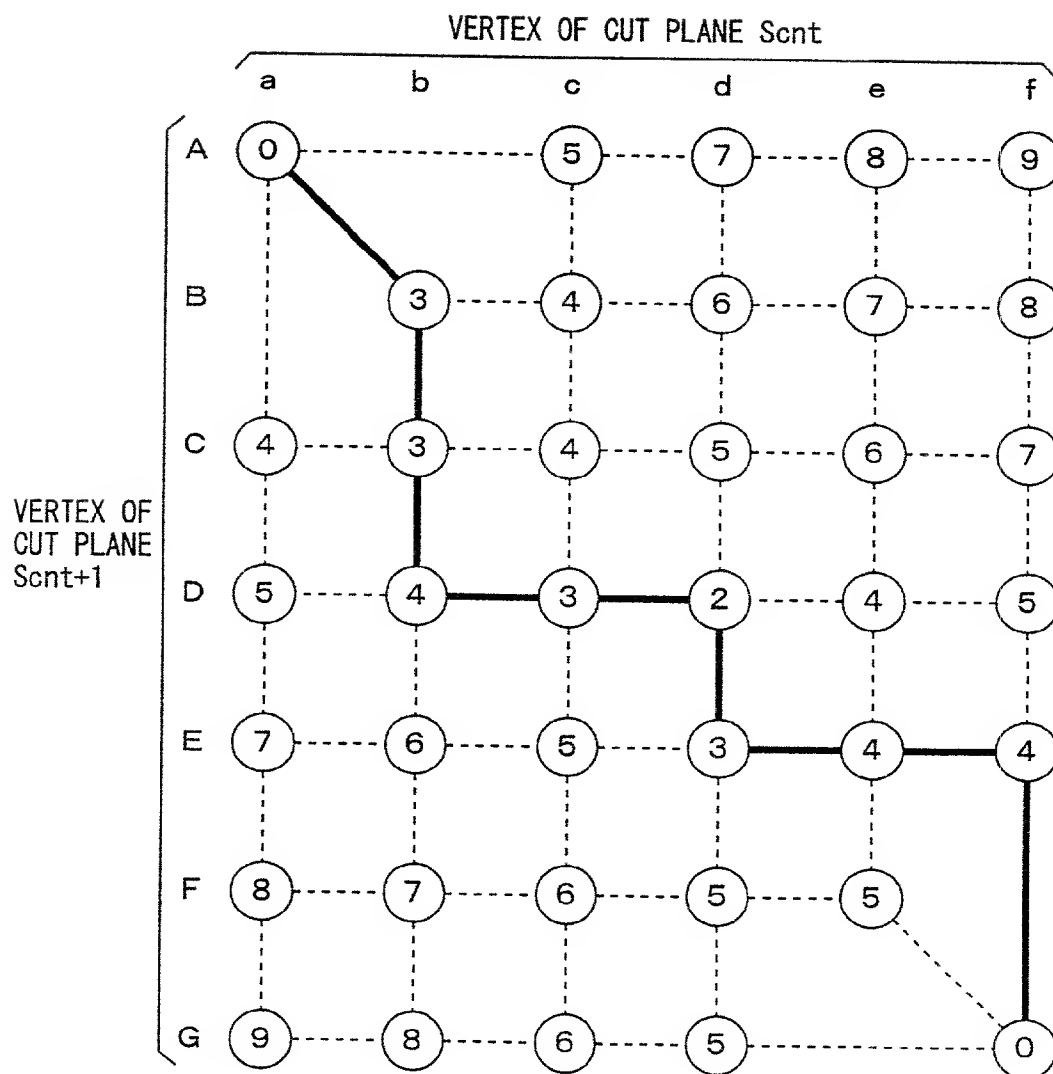 VERTEX OF CUT PLANE Scnt
a b c d e f
A 0 5 7 8 9
B 3 4 6 7 8
C 4 3 4 5 6 7
VERTEX OF
CUT PLANE
Scnt+1
D 5 4 3 2 4 5
E 7 6 5 3 4 4
F 8 7 6 5 5
G 9 8 6 5 0